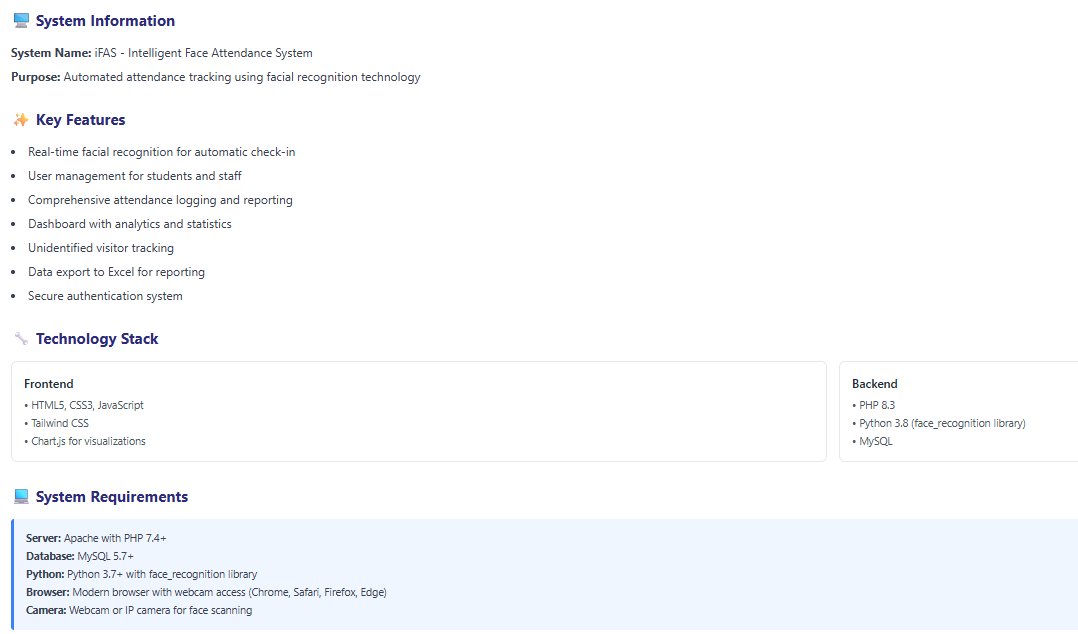 System Information
System Name: iFAS - Intelligent Face Attendance System
Purpose: Automated attendance tracking using facial recognition technology
Key Features
• Real-time facial recognition for automatic check-in
• User management for students and staff
• Comprehensive attendance logging and reporting
• Dashboard with analytics and statistics
• Unidentified visitor tracking
• Data export to Excel for reporting
• Secure authentication system
Technology Stack
Frontend
• HTML5, CSS3, JavaScript
• Tailwind CSS
• Chart.js for visualizations
Backend
• PHP 8.3
• Python 3.8 (face_recognition library)
• MySQL
System Requirements
Server: Apache with PHP 7.4+
Database: MySQL 5.7+
Python: Python 3.7+ with face_recognition library
Browser: Modern browser with webcam access (Chrome, Safari, Firefox, Edge)
Camera: Webcam or IP camera for face scanning